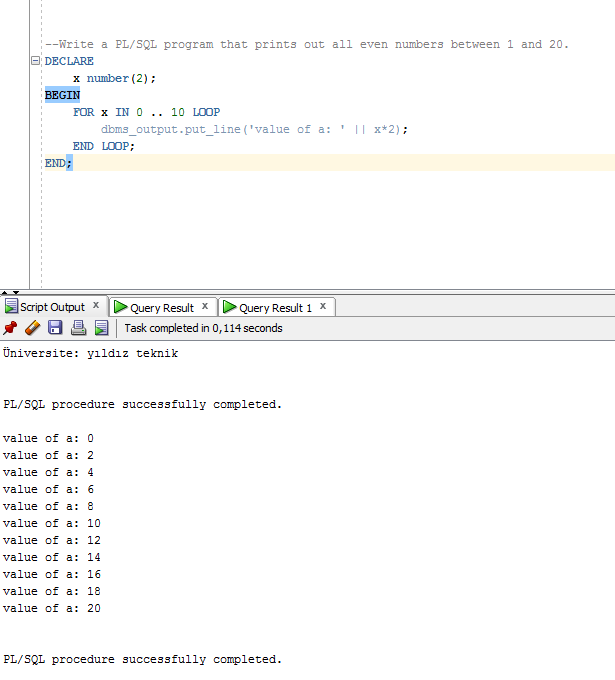 --Write a PL/SQL program that prints out all even numbers between 1 and 20.
DECLARE
    x number(2);
BEGIN
    FOR x IN 0 .. 10 LOOP
        dbms_output.put_line('value of a: ' || x*2);
    END LOOP;
END;
Script Output x Query Result x Query Result 1 x
Task completed in 0,114 seconds
Üniversite: yıldız teknik
PL/SQL procedure successfully completed.
value of a: 0
value of a: 2
value of a: 4
value of a: 6
value of a: 8
value of a: 10
value of a: 12
value of a: 14
value of a: 16
value of a: 18
value of a: 20
PL/SQL procedure successfully completed.